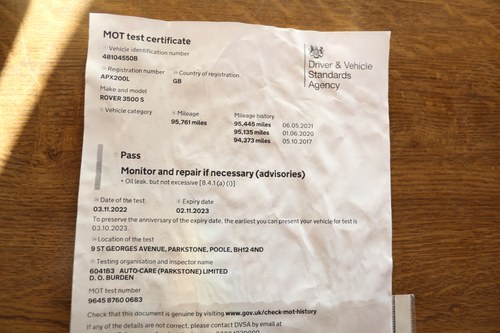 MOT test certificate
Driver & Vehicle
Standards
Agency
Vehicle identification number
48104550B
Registration number Country of registration
APX200L GB
Make and model
ROVER 3500 S
Vehicle category Mileage Mileage history
95,761 miles 95,445 miles 06.05.2021
95,135 miles 01.06.2020
94,373 miles 05.10.2017
Pass
Monitor and repair if necessary (advisories)
• Oil leak, but not excessive [8.4.1 (a) (i)]
Date of the test Expiry date
03.11.2022 02.11.2023
To preserve the anniversary of the expiry date, the earliest you can present your vehicle for test is
03.10.2023.
Location of the test
9 ST GEORGES AVENUE, PARKSTONE, POOLE, BH12 4ND
Testing organisation and inspector name
6041B3 AUTO-CARE (PARKSTONE) LIMITED
D. O. BURDEN
MOT test number
9645 8760 0683
Check that this document is genuine by visiting www.gov.uk/check-mot-history
If any of the details are not correct, please contact DVSA by email at